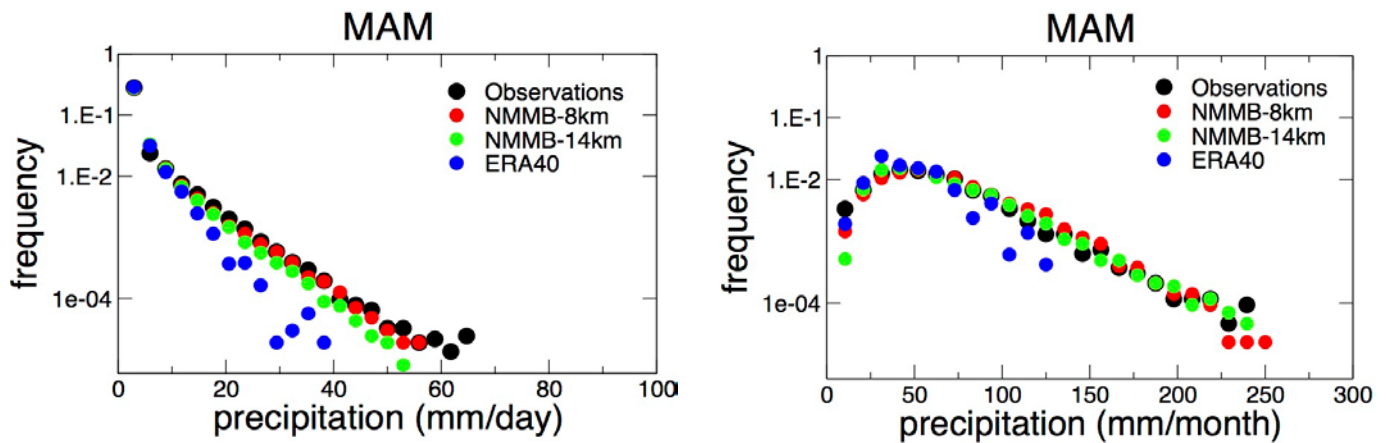 MAM
1
1.E-1
1.E-2
1e-04
frequency
Observations
NMMB-8km
NMMB-14km
ERA40
0 20 40 60 80 100
precipitation (mm/day)
MAM
1
1.E-1
1.E-2
1e-04
frequency
Observations
NMMB-8km
NMMB-14km
ERA40
0 50 100 150 200 250 300
precipitation (mm/month)